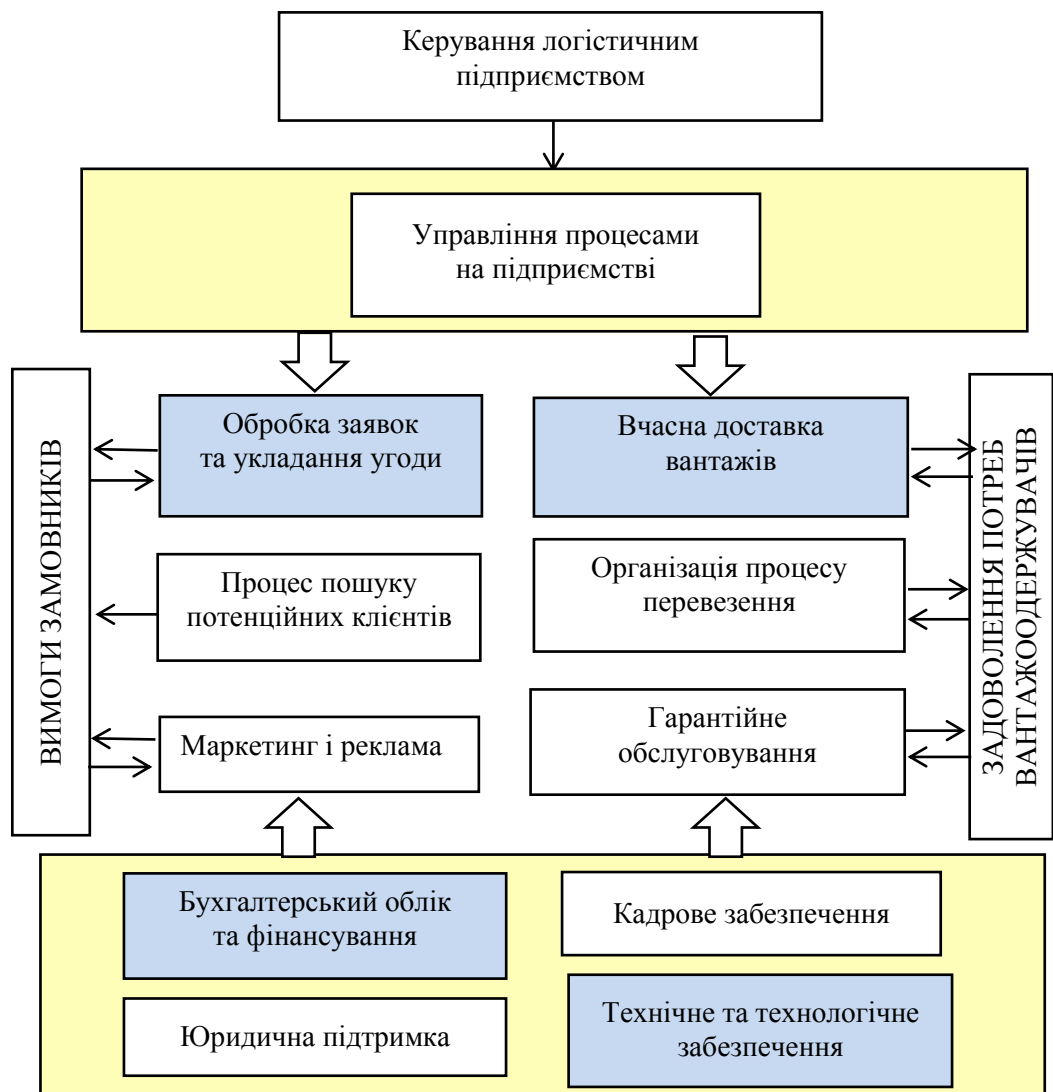 Керування логістичним
підприємством
Управління процесами
на підприємстві
ВИМОГИ ЗАМОВНИКІВ
Обробка заявок
та укладання угоди
Вчасна доставка
вантажів
ЗАДОВОЛЕННЯ ПОТРЕБ
ВАНТАЖООДЕРЖУВАЧІВ
Процес пошуку
потенційних клієнтів
Організація процесу
перевезення
Маркетинг і реклама
Гарантійне
обслуговування
Бухгалтерський облік
та фінансування
Кадрове забезпечення
Юридична підтримка
Технічне та технологічне
забезпечення